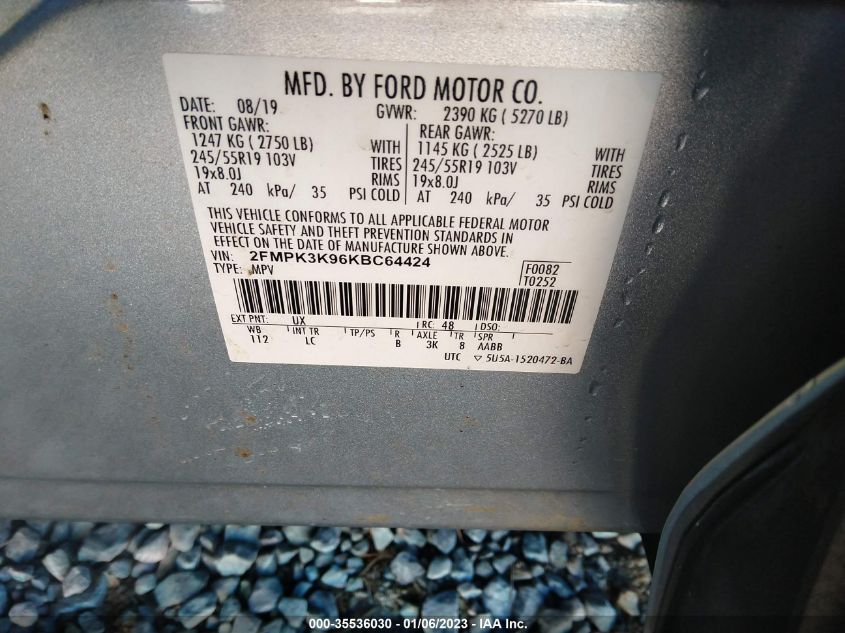 MFD. BY FORD MOTOR CO.
DATE: 08/19 GVWR: 2390 KG ( 5270 LB)
FRONT GAWR: REAR GAWR:
1247 KG ( 2750 LB) WITH 1145 KG ( 2525 LB) WITH
245/55R19 103V TIRES 245/55R19 103V TIRES
19x8.0J RIMS 19x8.0J RIMS
AT 240 kPa/ 35 PSI COLD AT 240 kPa/ 35 PSI COLD
THIS VEHICLE CONFORMS TO ALL APPLICABLE FEDERAL MOTOR
VEHICLE SAFETY AND THEFT PREVENTION STANDARDS IN
EFFECT ON THE DATE OF MANUFACTURE SHOWN ABOVE.
VIN: 2FMPK3K96KBC64424
TYPE: MPV
F0082
T0252
EXT PNT: UX RC: 48 DSO:
WB INT TR TP/PS R AXLE TR SPR
112 LC B 3K 8 AABB
UTC ▽ 5U5A-1520472-BA
000-35536030 - 01/06/2023 - © IAA Inc.